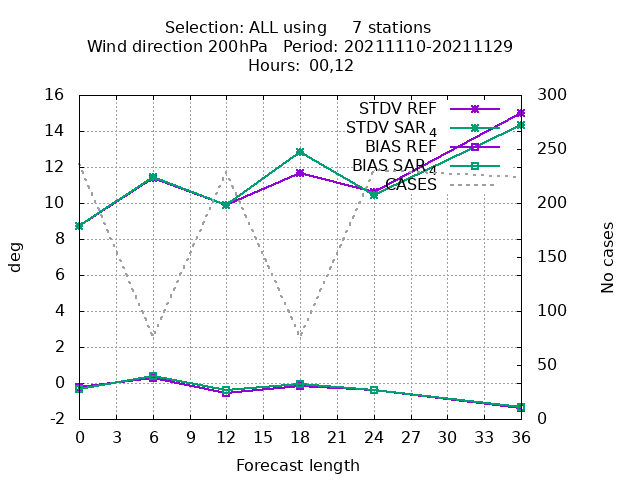 Selection: ALL using     7 stations
Wind direction 200hPa   Period: 20211110-20211129
Hours: 00,12
16
14
12
10
8
6
4
2
0
-2
deg
300
250
200
150
100
50
0
No cases
STDV REF
STDV SAR 4
BIAS REF
BIAS SAR 4
CASES
0 3 6 9 12 15 18 21 24 27 30 33 36
Forecast length